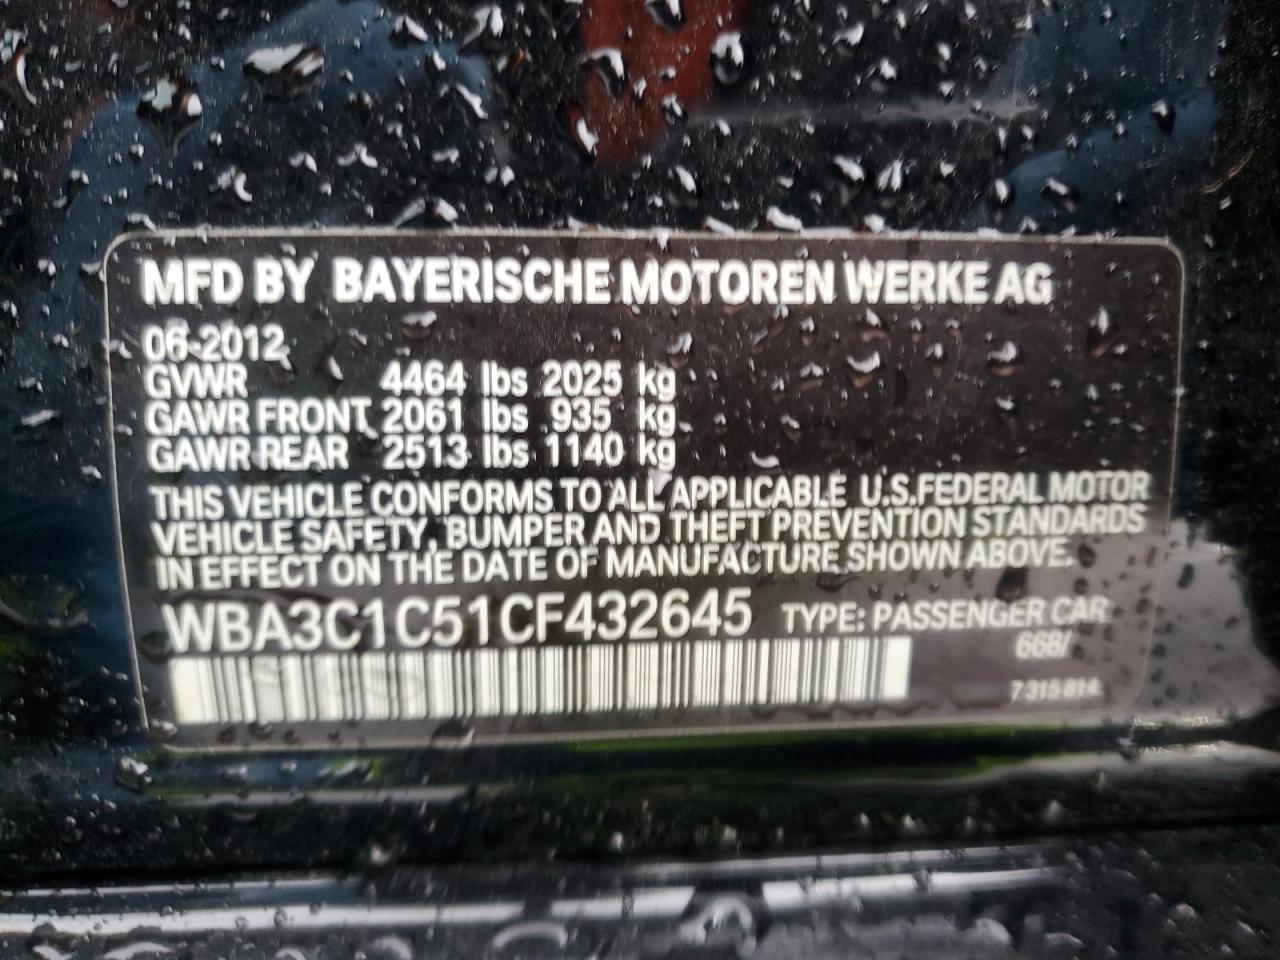 MFD BY BAYERISCHE MOTOREN WERKE AG
06-2012
GVWR 4464 lbs 2025 kg
GAWR FRONT 2061 lbs 935 kg
GAWR REAR 2513 lbs 1140 kg
THIS VEHICLE CONFORMS TO ALL APPLICABLE U.S.FEDERAL MOTOR
VEHICLE SAFETY, BUMPER AND THEFT PREVENTION STANDARDS
IN EFFECT ON THE DATE OF MANUFACTURE SHOWN ABOVE.
WBA3C1C51CF432645 TYPE: PASSENGER CAR
668/
7315814